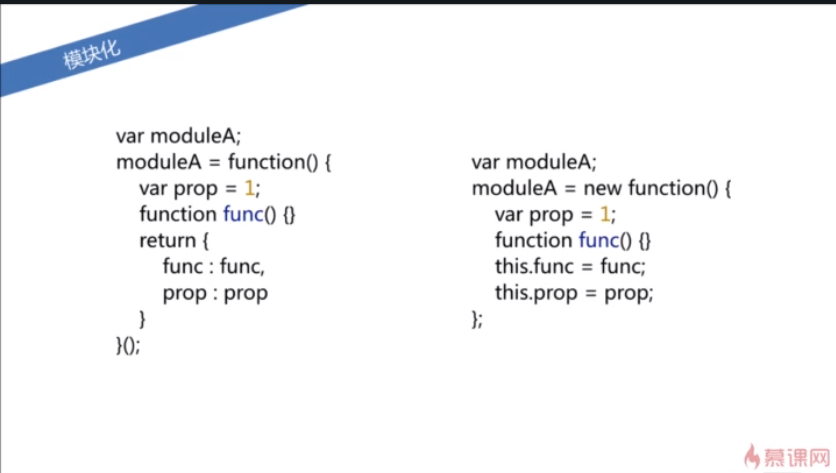 模块化
var moduleA;
moduleA = function() {
var prop = 1;
function func() {}
return {
func : func,
prop : prop
}
}();
var moduleA;
moduleA = new function() {
var prop = 1;
function func() {}
this.func = func;
this.prop = prop;
};
慕课网